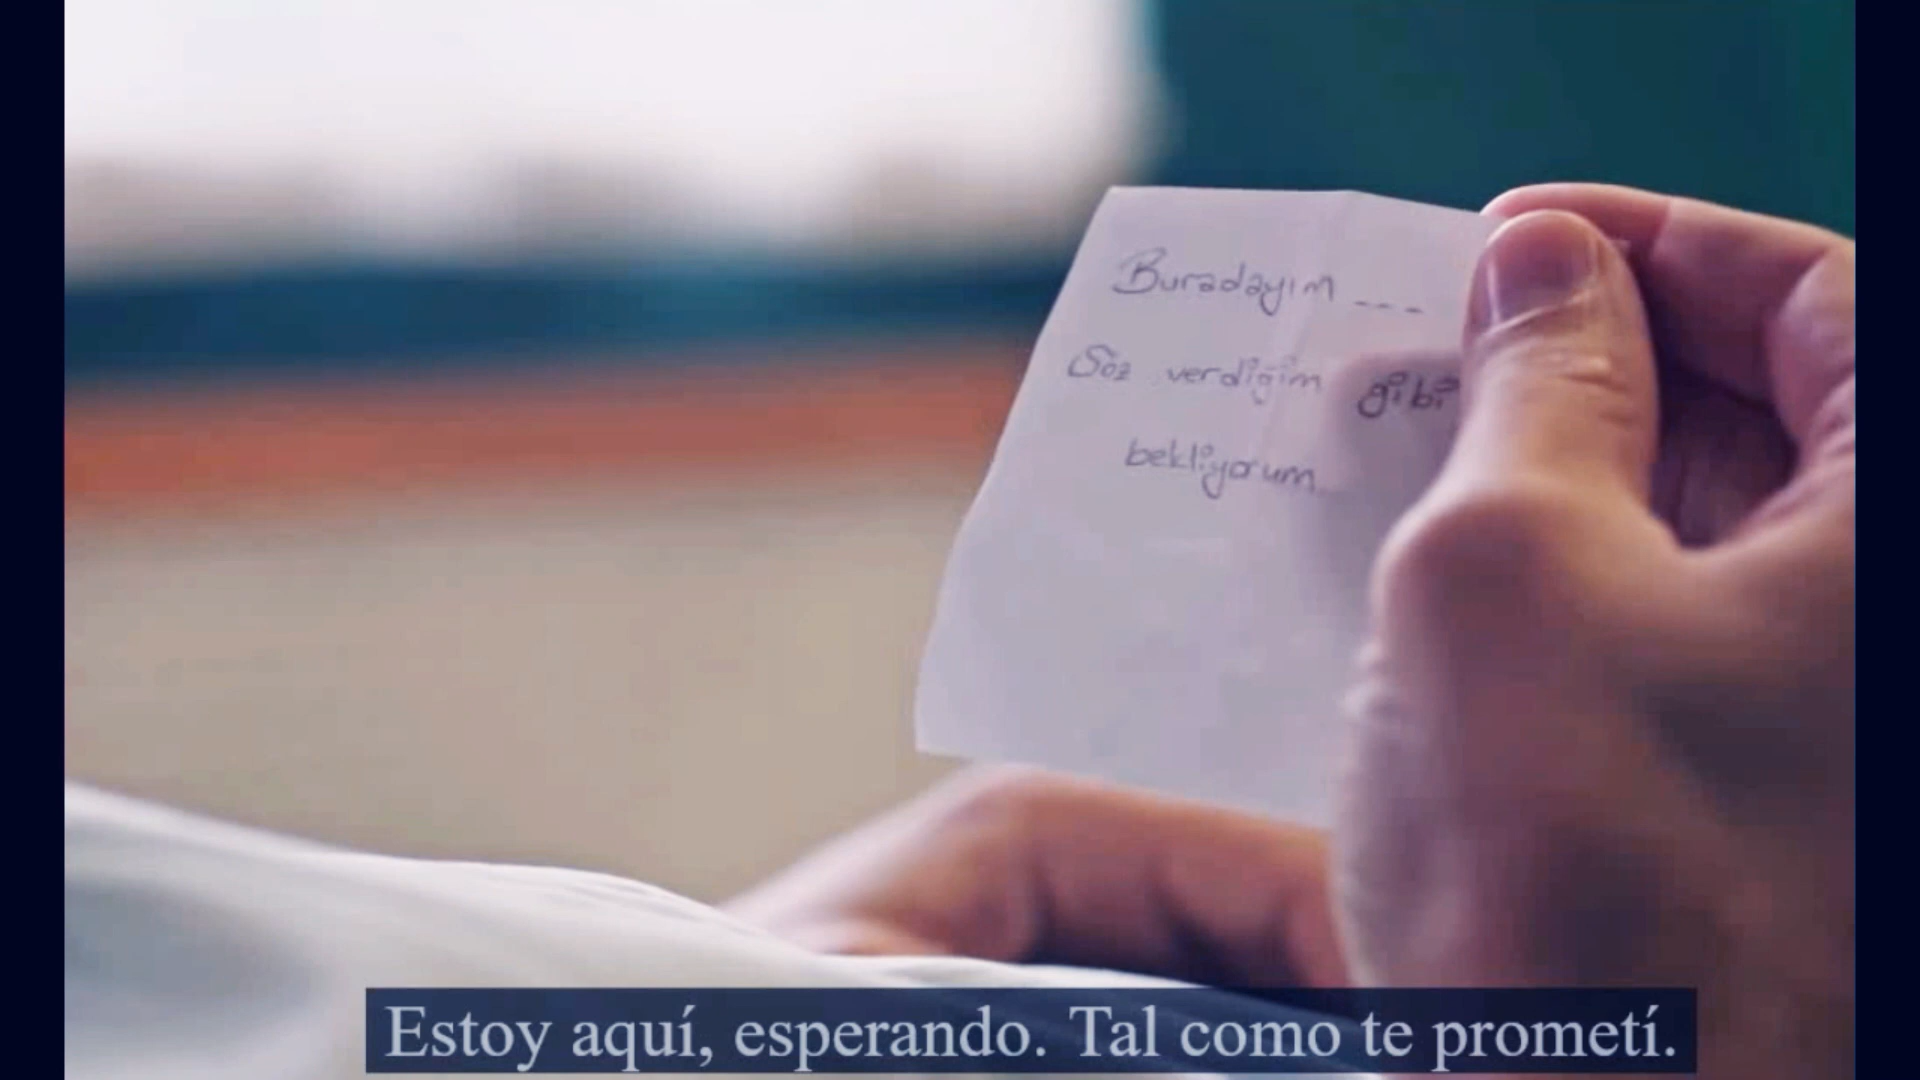 Buradayım ---
Söz verdiğim gibi
bekliyorum
Estoy aquí, esperando. Tal como te prometí.